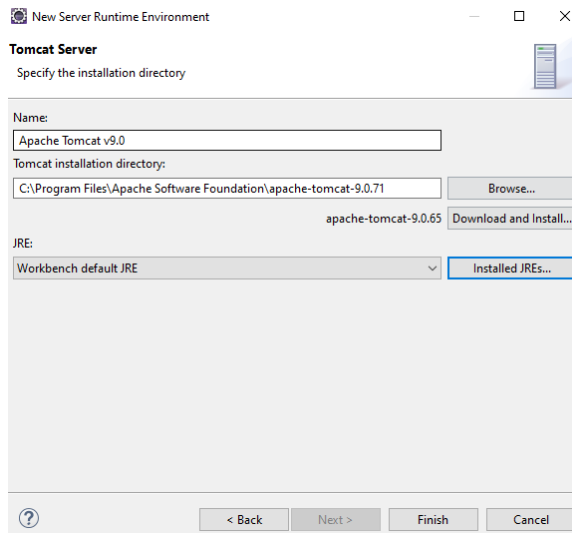 New Server Runtime Environment
Tomcat Server
Specify the installation directory
Name:
Apache Tomcat v9.0
Tomcat installation directory:
C:\Program Files\Apache Software Foundation\apache-tomcat-9.0.71 Browse...
apache-tomcat-9.0.65 Download and Install...
JRE:
Workbench default JRE Installed JREs...
? < Back Next > Finish Cancel